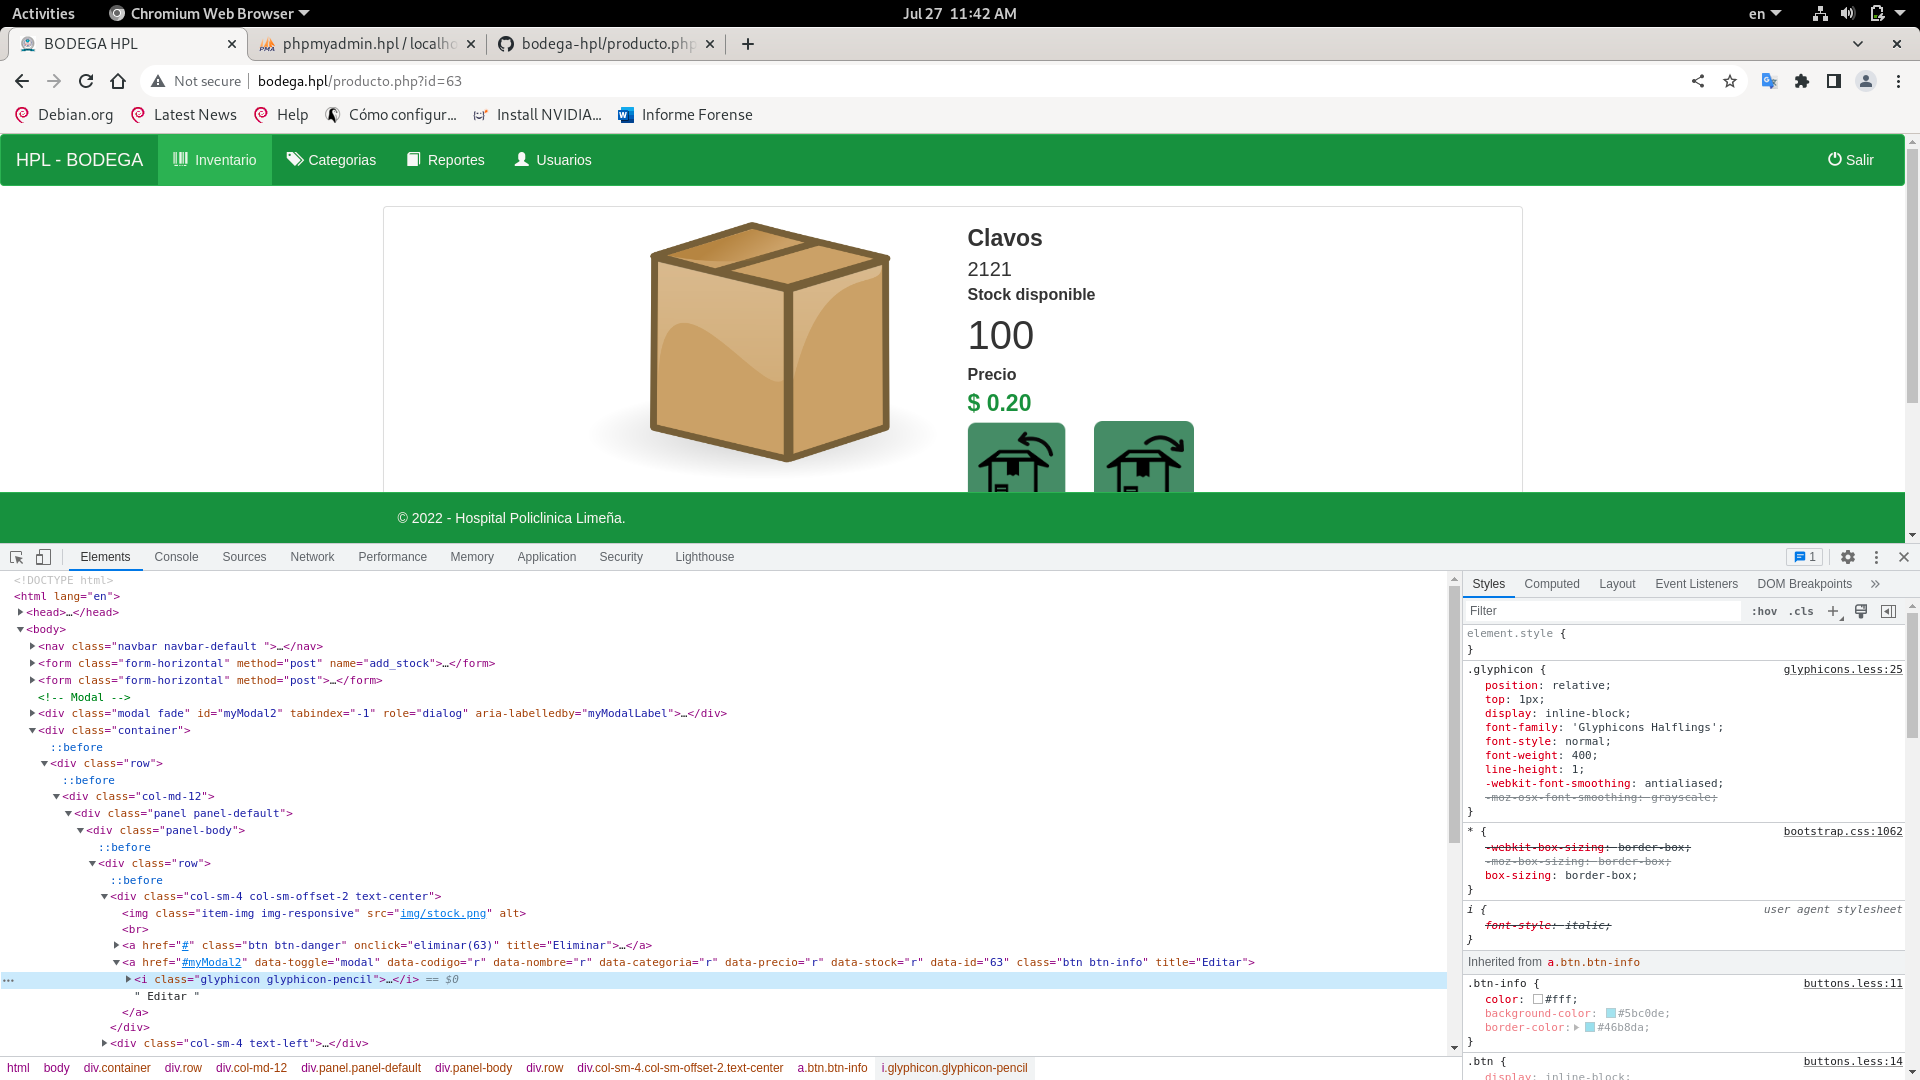 Activities Chromium Web Browser Jul 27 11:42 AM en
BODEGA HPL phpmyadmin.hpl / localho bodega-hpl/producto.php
Not secure bodega.hpl/producto.php?id=63
Debian.org Latest News Help Cómo configur... Install NVIDIA... Informe Forense
HPL - BODEGA Inventario Categorias Reportes Usuarios Salir
Clavos
2121
Stock disponible
100
Precio
$ 0.20
© 2022 - Hospital Policlinica Limeña.
Elements Console Sources Network Performance Memory Application Security Lighthouse 1
<!DOCTYPE html>
<html lang="en">
<head>…</head>
<body>
<nav class="navbar navbar-default ">…</nav>
<form class="form-horizontal" method="post" name="add_stock">…</form>
<form class="form-horizontal" method="post">…</form>
<!-- Modal -->
<div class="modal fade" id="myModal2" tabindex="-1" role="dialog" aria-labelledby="myModalLabel">…</div>
<div class="container">
::before
<div class="row">
::before
<div class="col-md-12">
<div class="panel panel-default">
<div class="panel-body">
::before
<div class="row">
::before
<div class="col-sm-4 col-sm-offset-2 text-center">
<img class="item-img img-responsive" src="img/stock.png" alt>
<br>
<a href="#" class="btn btn-danger" onclick="eliminar(63)" title="Eliminar">…</a>
<a href="#myModal2" data-toggle="modal" data-codigo="r" data-nombre="r" data-categoria="r" data-precio="r" data-stock="r" data-id="63" class="btn btn-info" title="Editar">
<i class="glyphicon glyphicon-pencil">…</i> == $0
" Editar "
</a>
</div>
<div class="col-sm-4 text-left">…</div>
html body div.container div.row div.col-md-12 div.panel.panel-default div.panel-body div.row div.col-sm-4.col-sm-offset-2.text-center a.btn.btn-info i.glyphicon.glyphicon-pencil
Styles Computed Layout Event Listeners DOM Breakpoints »
Filter :hov .cls +
element.style {
}
.glyphicon { glyphicons.less:25
position: relative;
top: 1px;
display: inline-block;
font-family: 'Glyphicons Halflings';
font-style: normal;
font-weight: 400;
line-height: 1;
-webkit-font-smoothing: antialiased;
-moz-osx-font-smoothing: grayscale;
}
* { bootstrap.css:1062
-webkit-box-sizing: border-box;
-moz-box-sizing: border-box;
box-sizing: border-box;
}
i { user agent stylesheet
font-style: italic;
}
Inherited from a.btn.btn-info
.btn-info { buttons.less:11
color: #fff;
background-color: #5bc0de;
border-color: #46b8da;
}
.btn { buttons.less:14
display: inline-block;